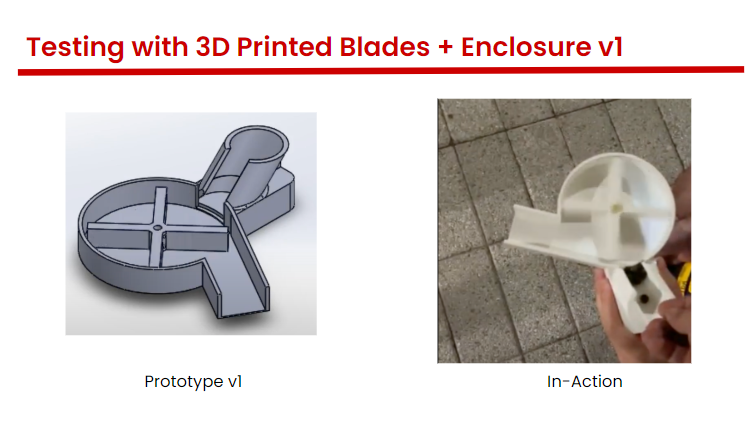 Testing with 3D Printed Blades + Enclosure v1
Prototype v1
In-Action